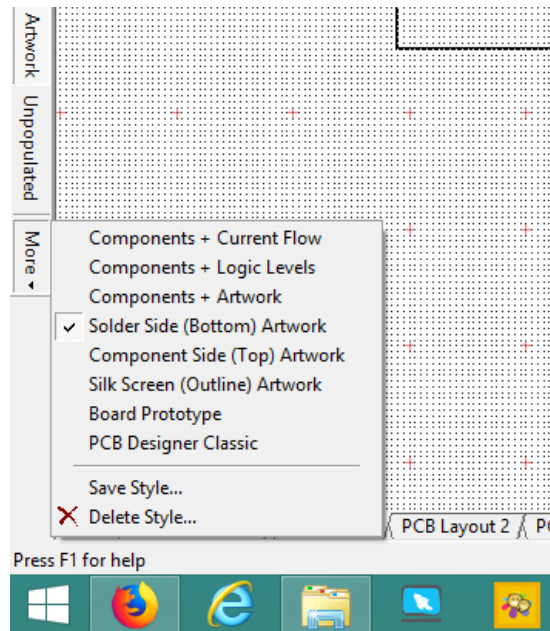 Artwork
Unpopulated
More
Components + Current Flow
Components + Logic Levels
Components + Artwork
Solder Side (Bottom) Artwork
Component Side (Top) Artwork
Silk Screen (Outline) Artwork
Board Prototype
PCB Designer Classic
Save Style...
Delete Style...
PCB Layout 2
Press F1 for help